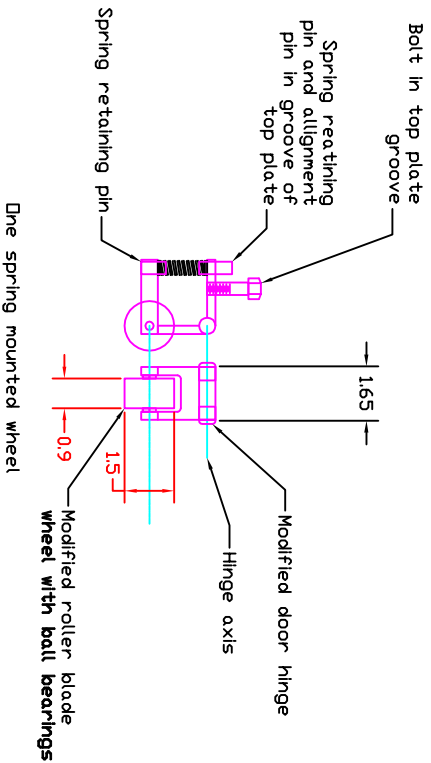 Bolt in top plate
groove
Spring reatining
pin and allignment
pin in groove of
top plate
Spring retaining pin
1.65
Modified door hinge
Hinge axis
1.5
0.9
Modified roller blade
wheel with ball bearings
One spring mounted wheel